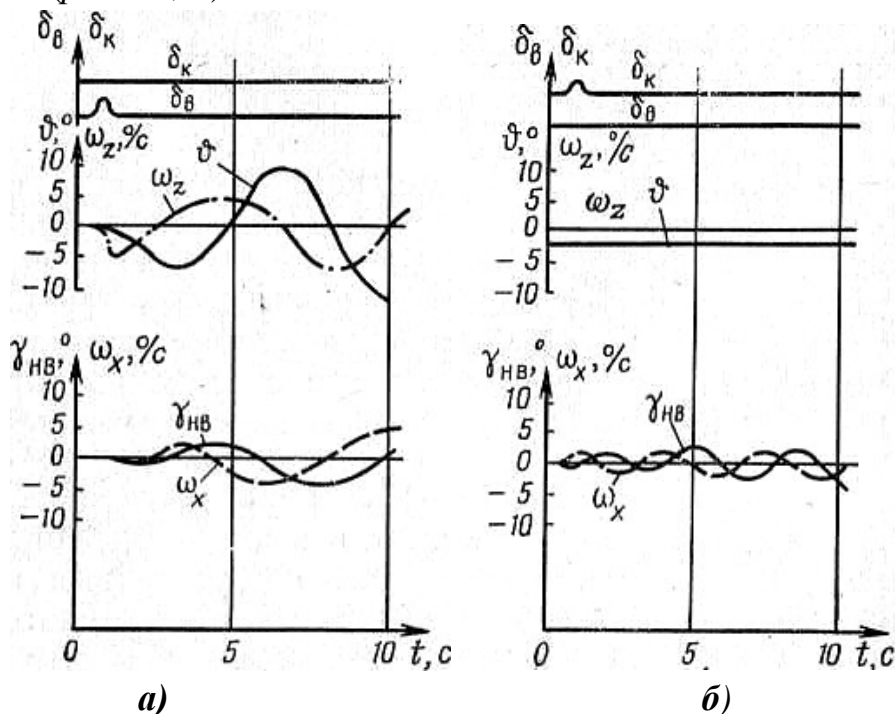 δв δк
δк
δв
ϑ,° ωz,°/с
10
5
0
−5
−10
ωz
ϑ
γНВ,° ωx,°/с
10
5
0
−5
−10
γНВ
ωx
0 5 10 t,с
а)
δв δк
δк
δв
ϑ,° ωz,°/с
10
5
0
−5
−10
ωz ϑ
γНВ,° ωx,°/с
10
5
0
−5
−10
γНВ
ωx
0 5 10 t,с
б)